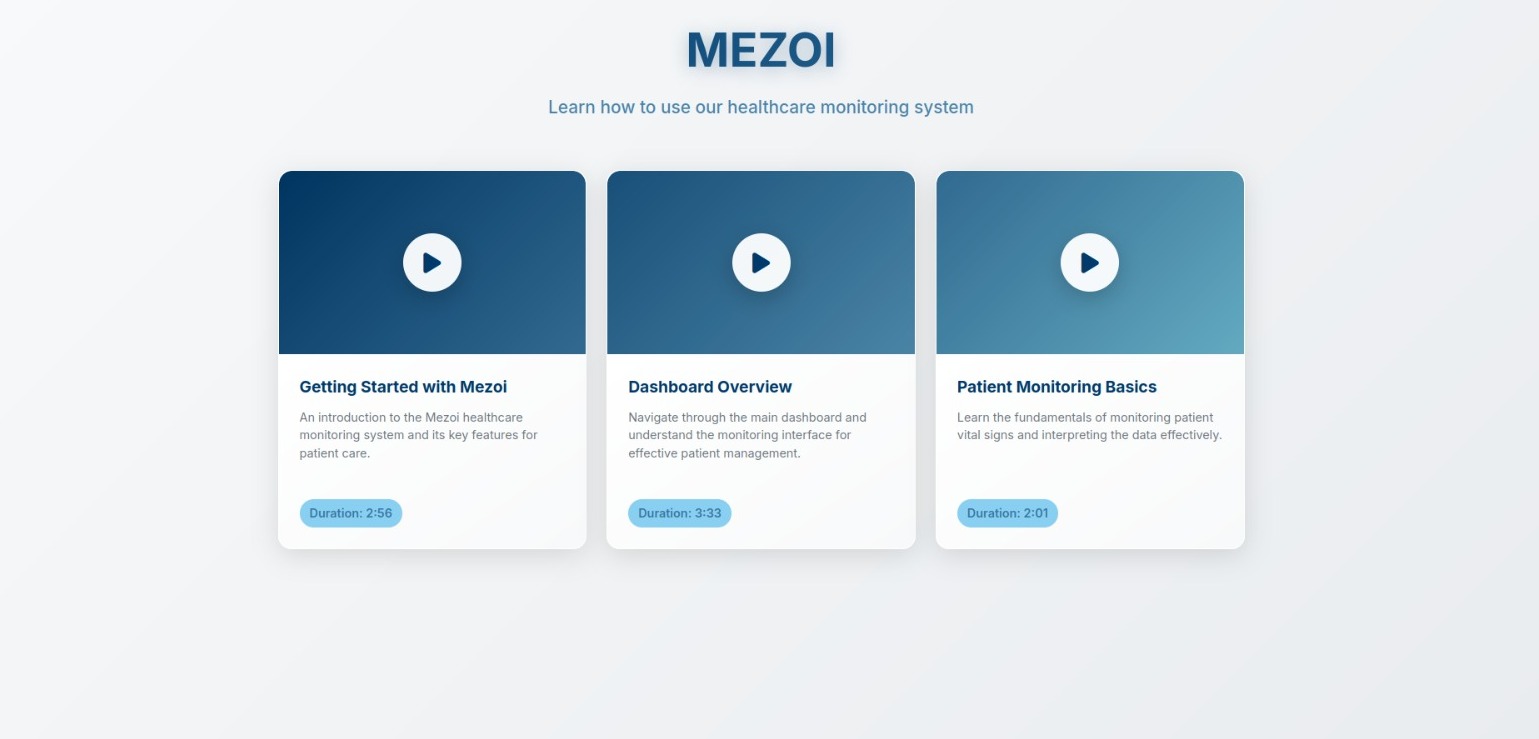 MEZOI
Learn how to use our healthcare monitoring system
Getting Started with Mezoi
An introduction to the Mezoi healthcare
monitoring system and its key features for
patient care.
Duration: 2:56
Dashboard Overview
Navigate through the main dashboard and
understand the monitoring interface for
effective patient management.
Duration: 3:33
Patient Monitoring Basics
Learn the fundamentals of monitoring patient
vital signs and interpreting the data effectively.
Duration: 2:01